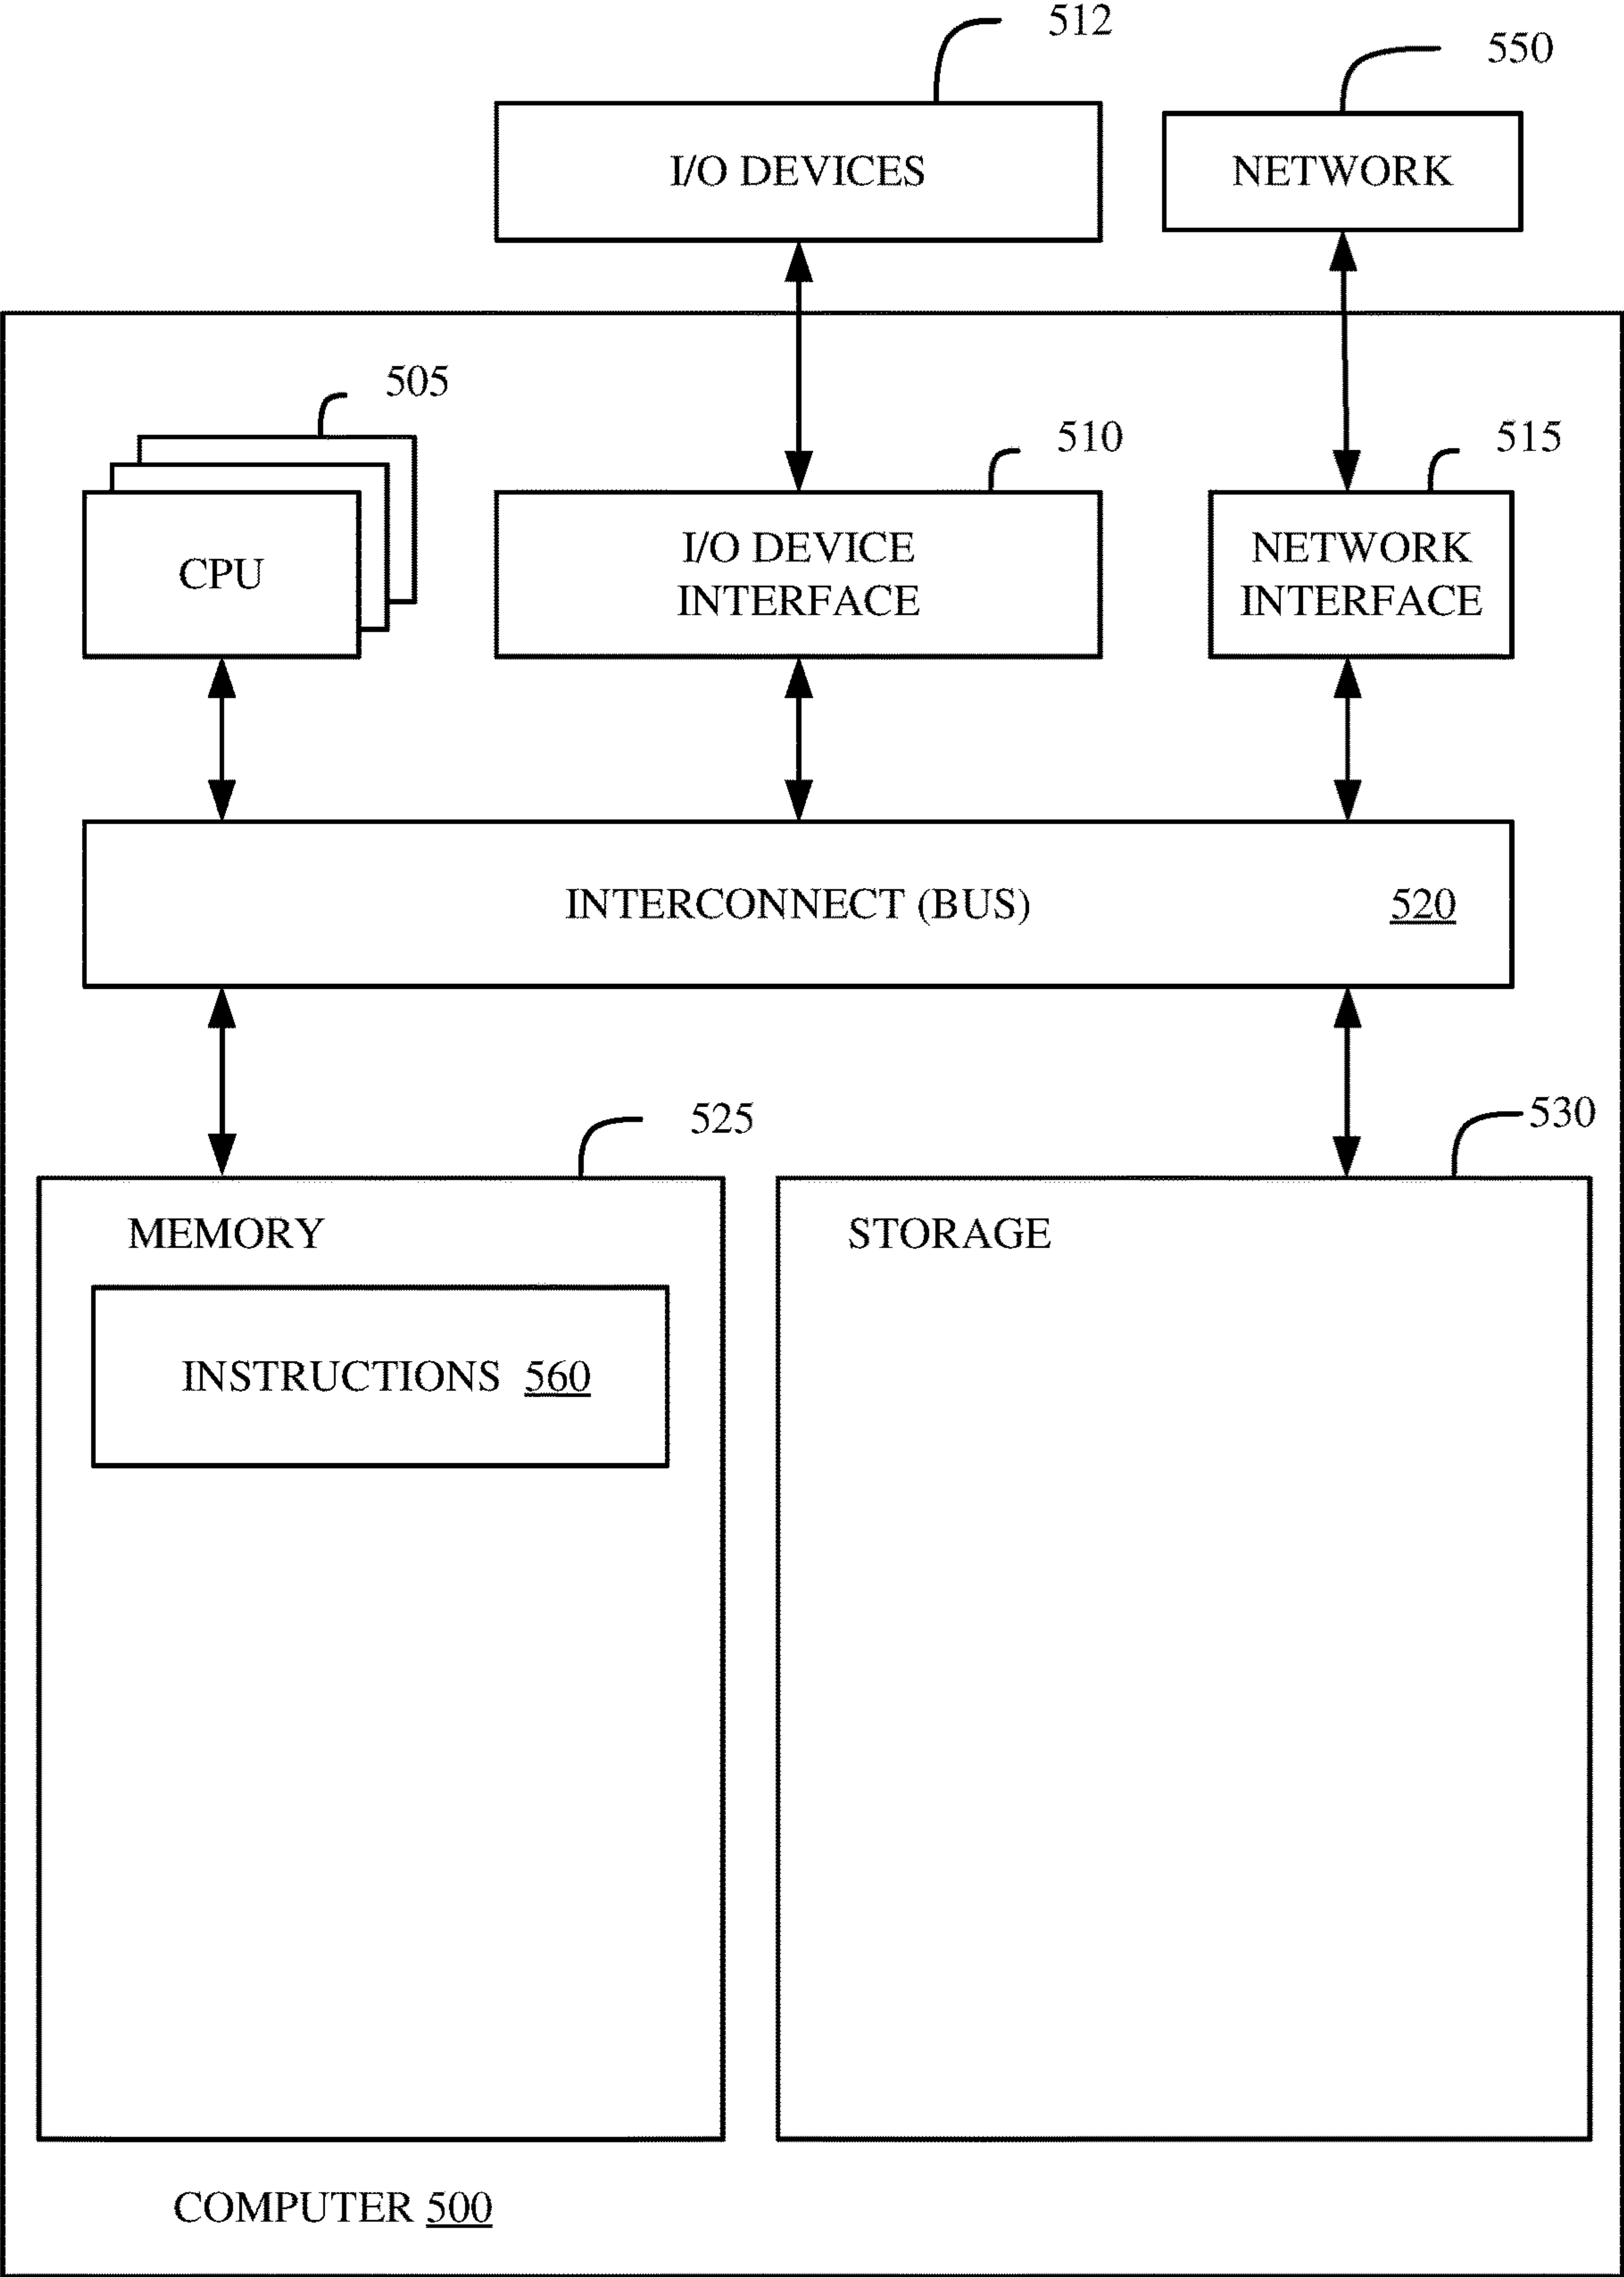 512
550
I/O DEVICES
NETWORK
505
510
515
CPU
I/O DEVICE
INTERFACE
NETWORK
INTERFACE
INTERCONNECT (BUS) 520
525
530
MEMORY
STORAGE
INSTRUCTIONS 560
COMPUTER 500